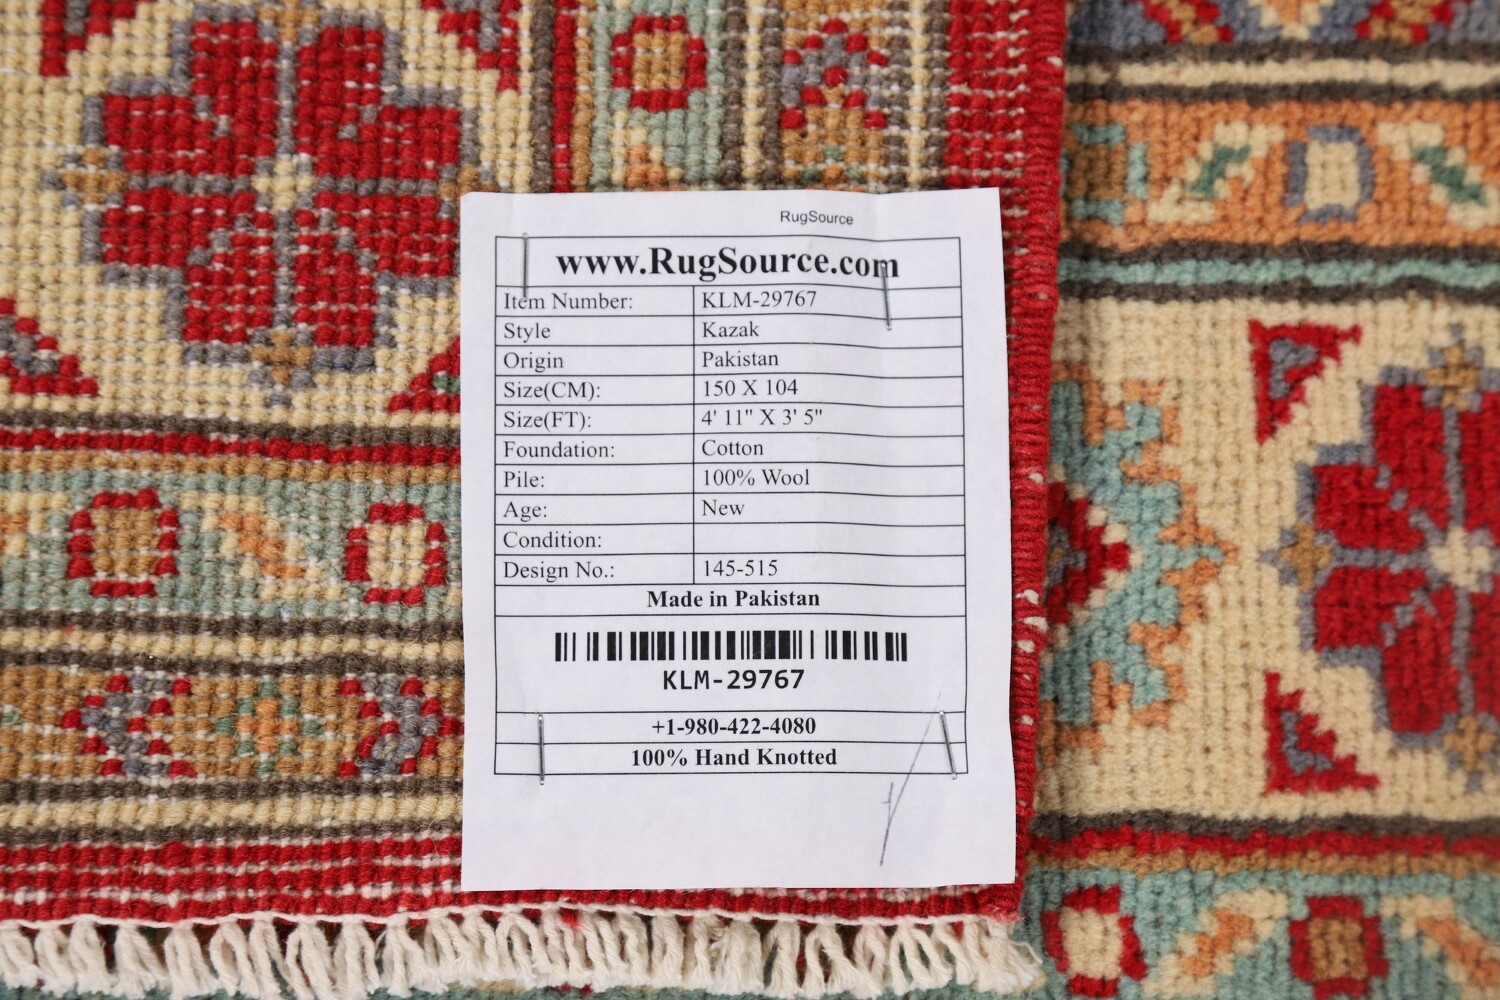 RugSource
www.RugSource.com
Item Number: KLM-29767
Style Kazak
Origin Pakistan
Size(CM): 150 X 104
Size(FT): 4' 11" X 3' 5"
Foundation: Cotton
Pile: 100% Wool
Age: New
Condition:
Design No.: 145-515
Made in Pakistan
KLM-29767
+1-980-422-4080
100% Hand Knotted